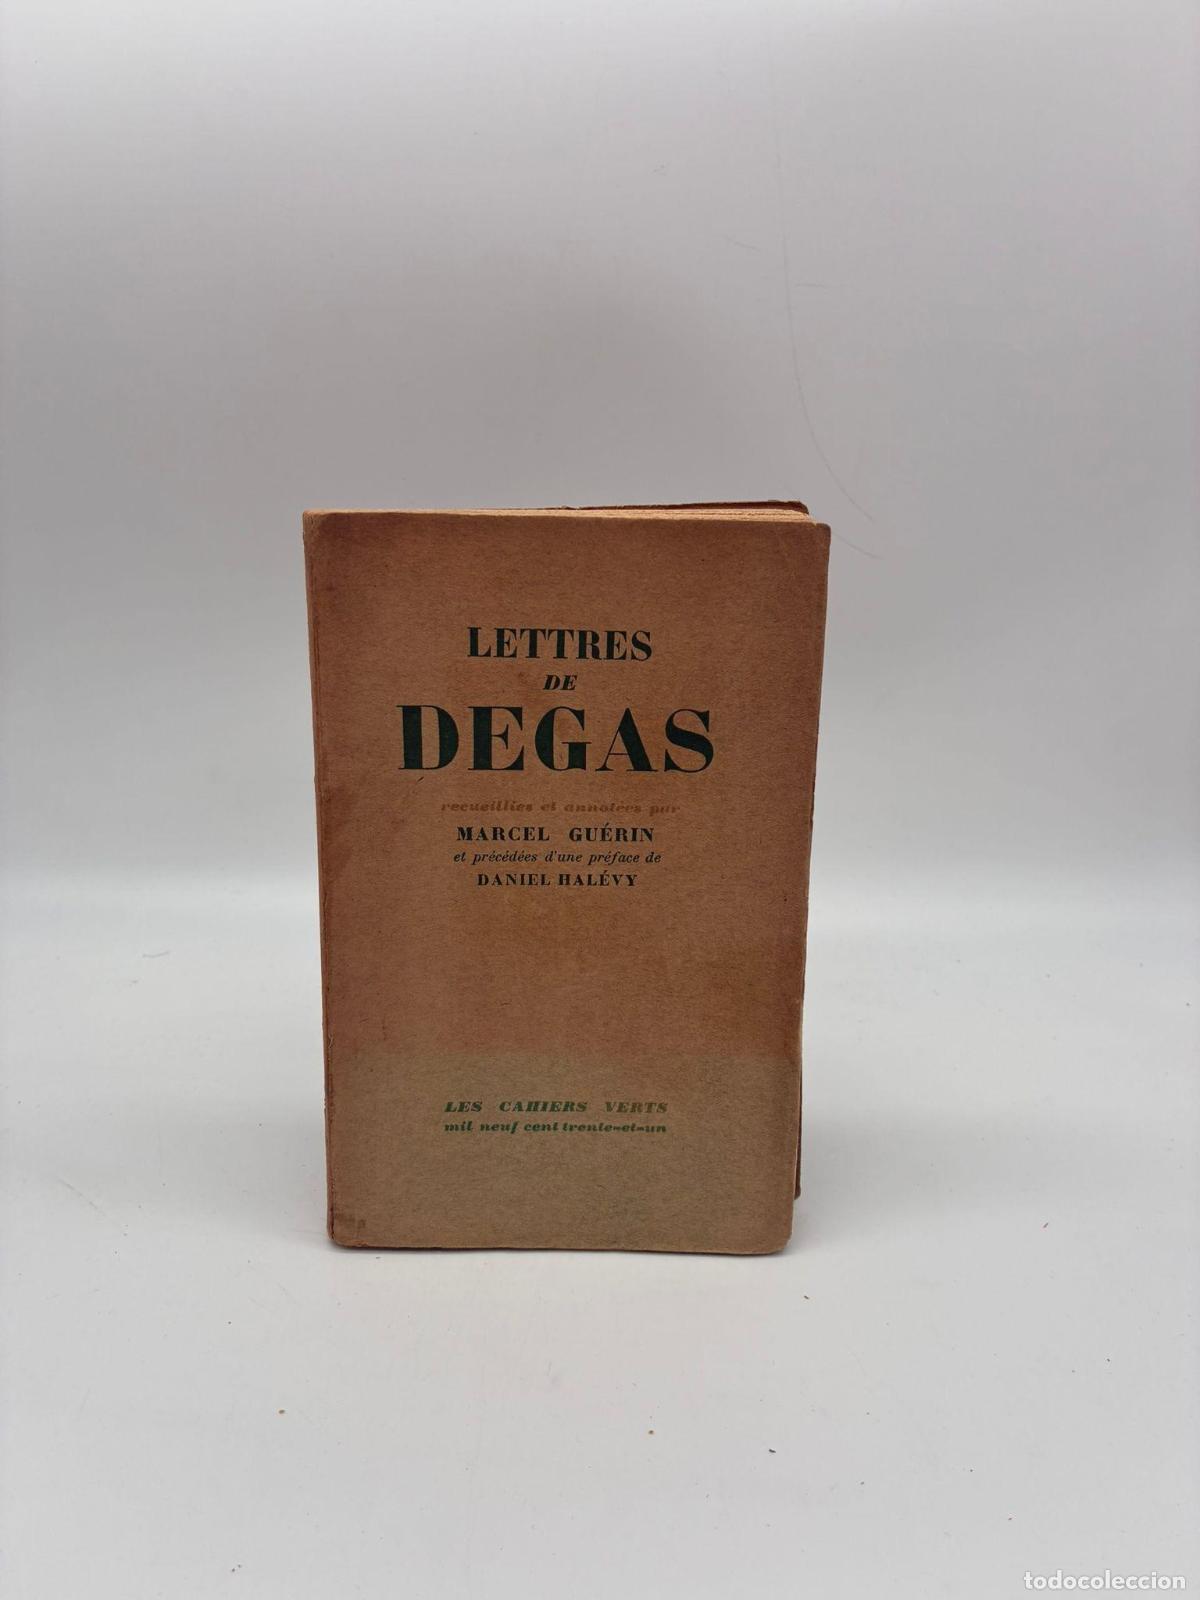 LETTRES
DE
DEGAS
recueillies et annotées par
MARCEL GUÉRIN
et précédées d'une préface de
DANIEL HALÉVY
LES CAHIERS VERTS
mil neuf cent trente-et-un
todocoleccion